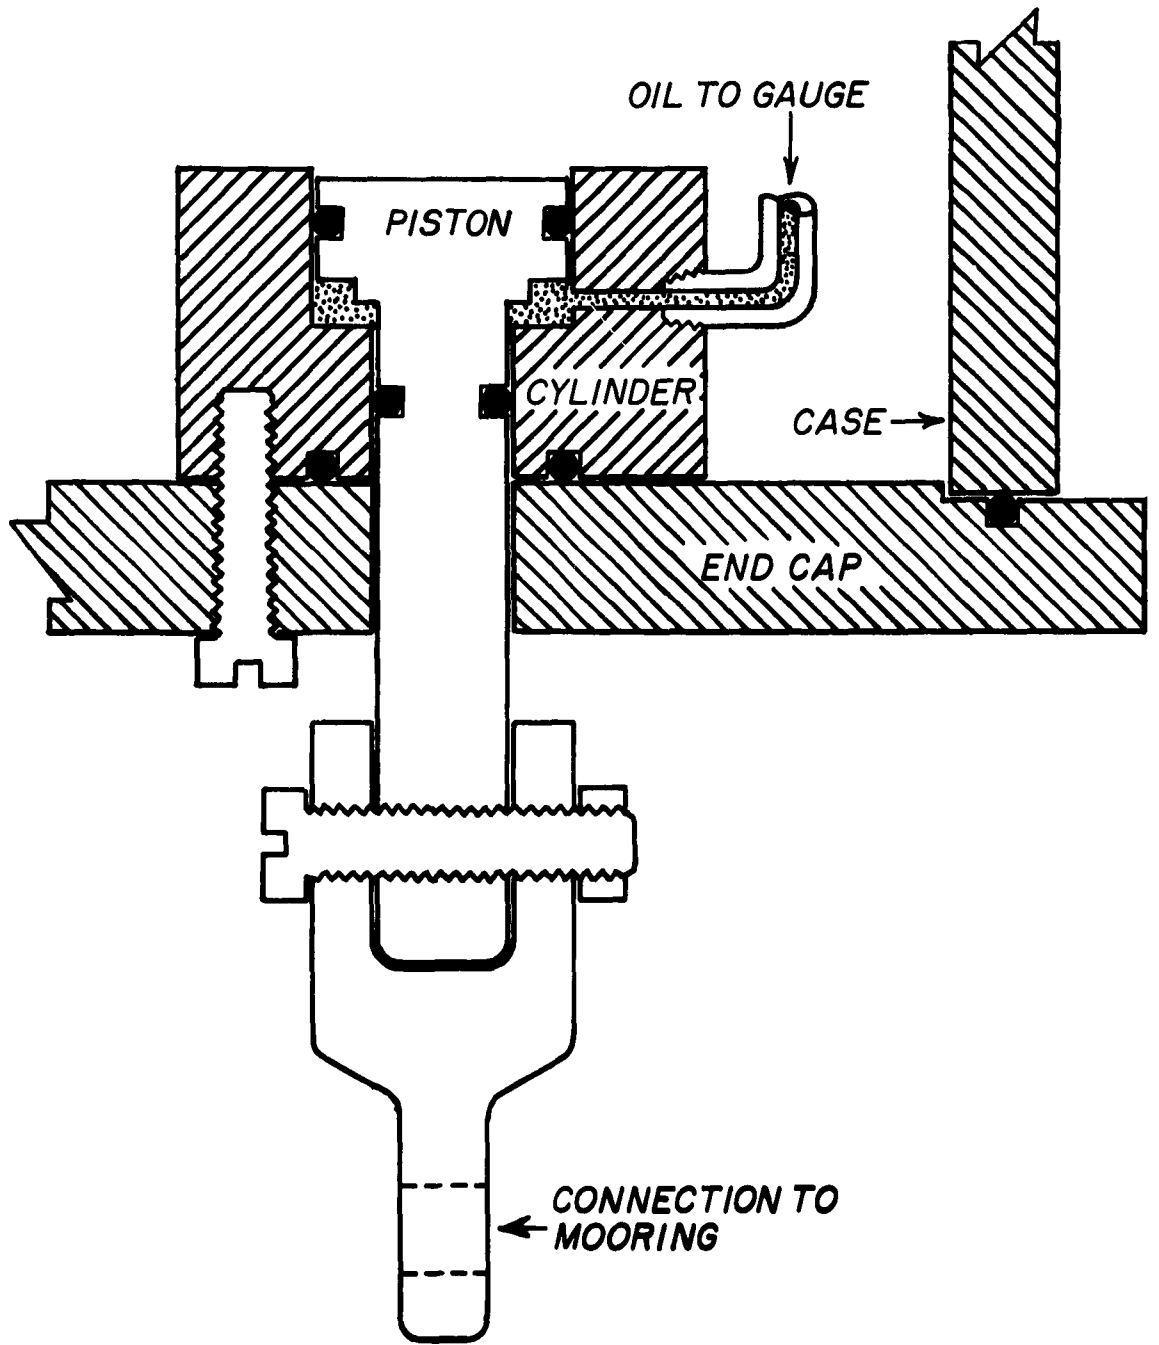 OIL TO GAUGE
PISTON
CYLINDER
CASE
END CAP
CONNECTION TO
MOORING